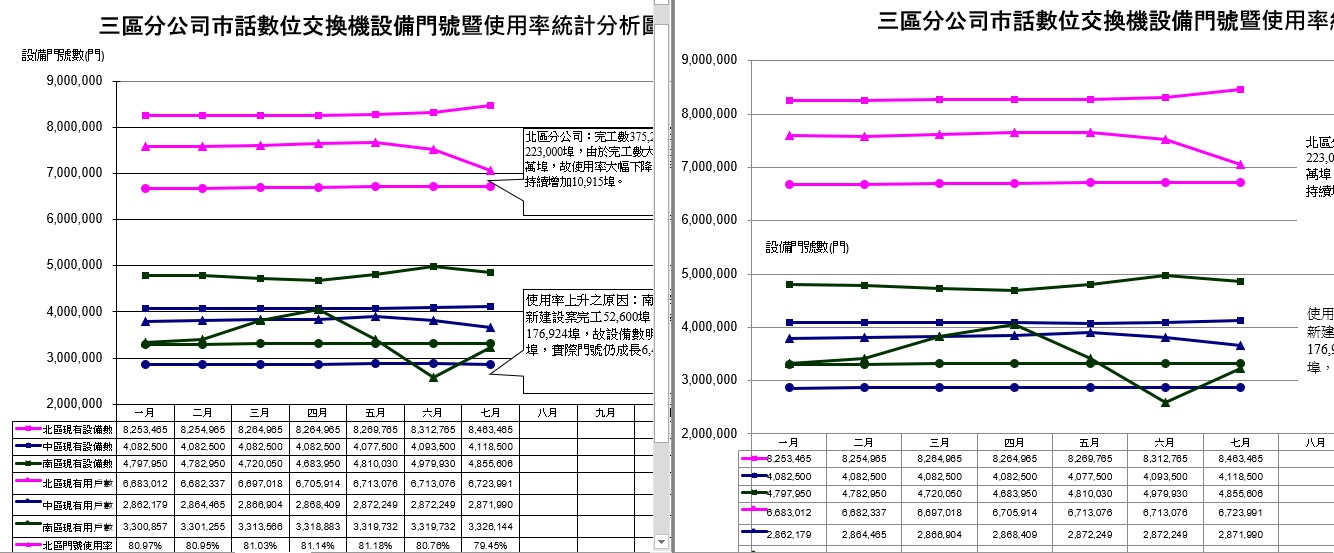 三區分公司市話數位交換機設備門號暨使用率統計分析圖
設備門號數(門)
9,000,000
8,000,000
7,000,000
6,000,000
5,000,000
4,000,000
3,000,000
2,000,000
北區分公司：完工數375,2
223,000埠，由於完工數大
萬埠，故使用率大幅下降
持續增加10,915埠。
使用率上升之原因：南
新建設案完工52,600埠
176,924埠，故設備數明
埠，實際門號仍成長6,4
一月 二月 三月 四月 五月 六月 七月 八月 九月
北區現有設備數 8,253,465 8,254,965 8,264,965 8,264,965 8,269,765 8,312,765 8,463,465
中區現有設備數 4,082,500 4,082,500 4,082,500 4,082,500 4,077,500 4,093,500 4,118,500
南區現有設備數 4,797,950 4,782,950 4,720,050 4,683,950 4,810,030 4,979,930 4,855,606
北區現有用戶數 6,683,012 6,682,337 6,697,018 6,705,914 6,713,076 6,713,076 6,723,991
中區現有用戶數 2,862,179 2,864,465 2,866,904 2,868,409 2,872,249 2,872,249 2,871,990
南區現有用戶數 3,300,857 3,301,255 3,313,566 3,318,883 3,319,732 3,319,732 3,326,144
北區門號使用率 80.97% 80.95% 81.03% 81.14% 81.18% 80.76% 79.45%
三區分公司市話數位交換機設備門號暨使用率
9,000,000
8,000,000
7,000,000
6,000,000
設備門號數(門)
5,000,000
4,000,000
3,000,000
2,000,000
北區
223,0
萬埠
持續
使用
新建
176,9
埠，
一月 二月 三月 四月 五月 六月 七月 八月
8,253,465 8,254,965 8,264,965 8,264,965 8,269,765 8,312,765 8,463,465
4,082,500 4,082,500 4,082,500 4,082,500 4,077,500 4,093,500 4,118,500
4,797,950 4,782,950 4,720,050 4,683,950 4,810,030 4,979,930 4,855,606
6,683,012 6,682,337 6,697,018 6,705,914 6,713,076 6,713,076 6,723,991
2,862,179 2,864,465 2,866,904 2,868,409 2,872,249 2,872,249 2,871,990